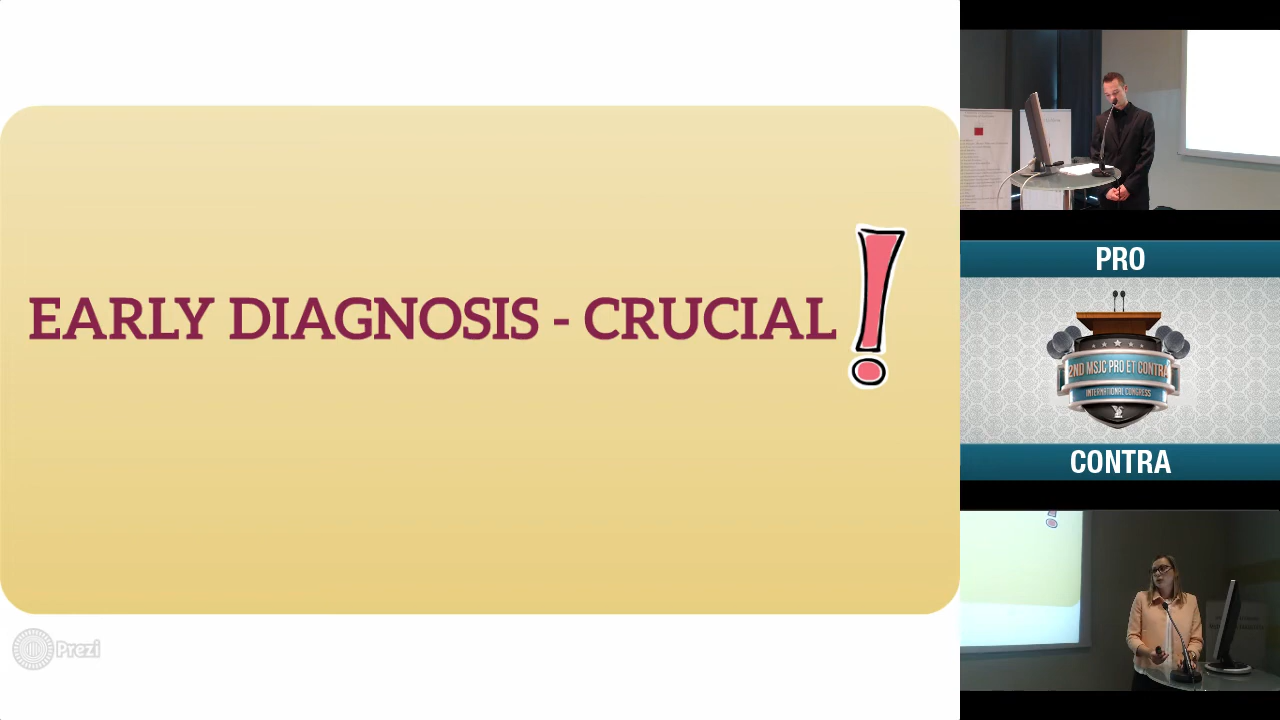 EARLY DIAGNOSIS - CRUCIAL!
Prezi
PRO
2ND MSJC PRO ET CONTRA
INTERNATIONAL CONGRESS
CONTRA